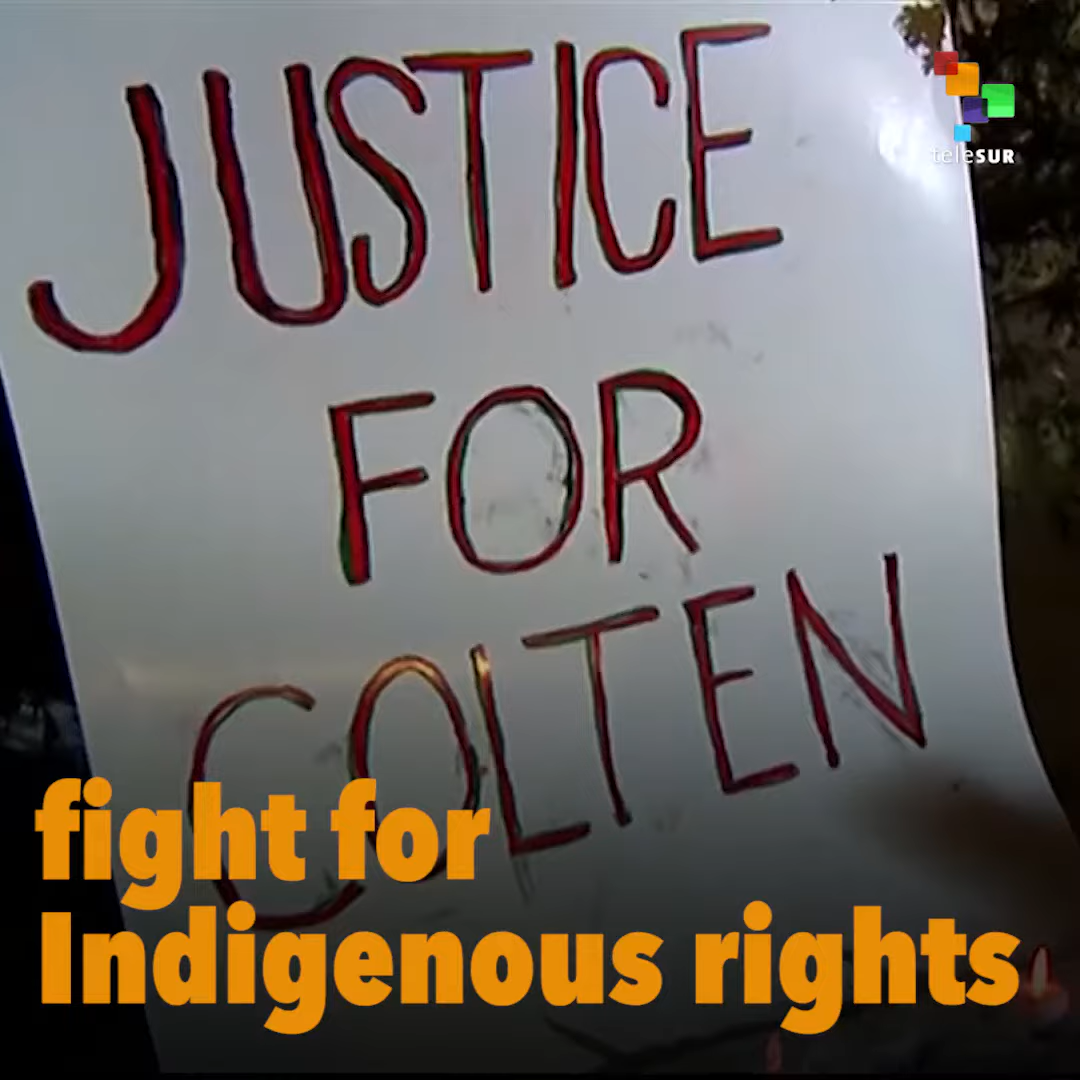 JUSTICE
FOR
COLTEN
teleSUR
fight for
Indigenous rights